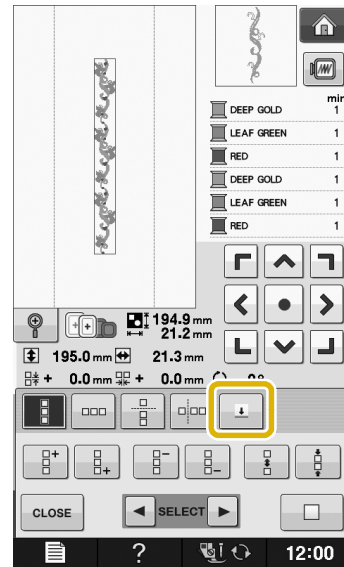 min
DEEP GOLD 1
LEAF GREEN 1
RED 1
DEEP GOLD 1
LEAF GREEN 1
RED 1
194.9 mm
21.2 mm
195.0 mm 21.3 mm
+ 0.0 mm + 0.0 mm
CLOSE SELECT
? 12:00